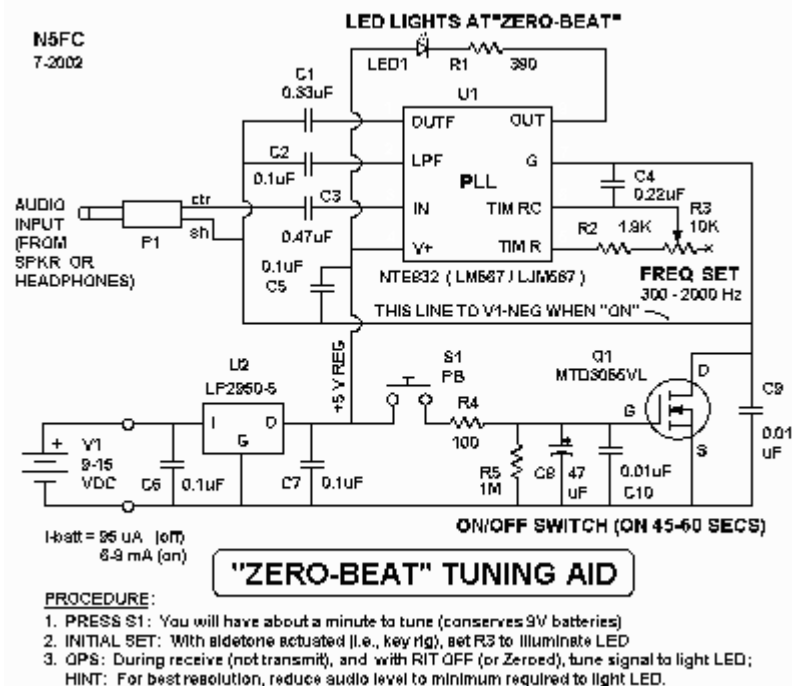 LED LIGHTS AT"ZERO-BEAT"
N5FC
7-2002
LED1
R1
390
C1
0.33uF
U1
OUTF
OUT
C2
0.1uF
LPF
G
PLL
C4
0.22uF
AUDIO
INPUT
(FROM
SPKR OR
HEADPHONES)
ctr
sh
P1
C3
0.47uF
IN
TIM RC
R2
R3
10K
V+
TIM R
0.1uF
C5
NTE832 ( LM567 / LJM567 )
FREQ SET
300 - 2000 Hz
THIS LINE TO V1-NEG WHEN "ON"
+5 V REG
U2
LP2950-5
I
G
S1
PB
R4
100
Q1
MTD3055VL
D
G
S
C9
0.01
uF
+
V1
9-15
VDC
C6
0.1uF
C7
0.1uF
R5
1M
C8
47
uF
0.01uF
C10
I-batt = 95 uA (off)
6-9 mA (on)
ON/OFF SWITCH (ON 45-60 SECS)
"ZERO-BEAT" TUNING AID
PROCEDURE:
1. PRESS S1: You will have about a minute to tune (conserves 9V batteries)
2. INITIAL SET: With sidetone actuated (i.e., key rig), set R3 to illuminate LED
3. OPS: During receive (not transmit), and with RIT OFF (or Zeroed), tune signal to light LED;
HINT: For best resolution, reduce audio level to minimum required to light LED.